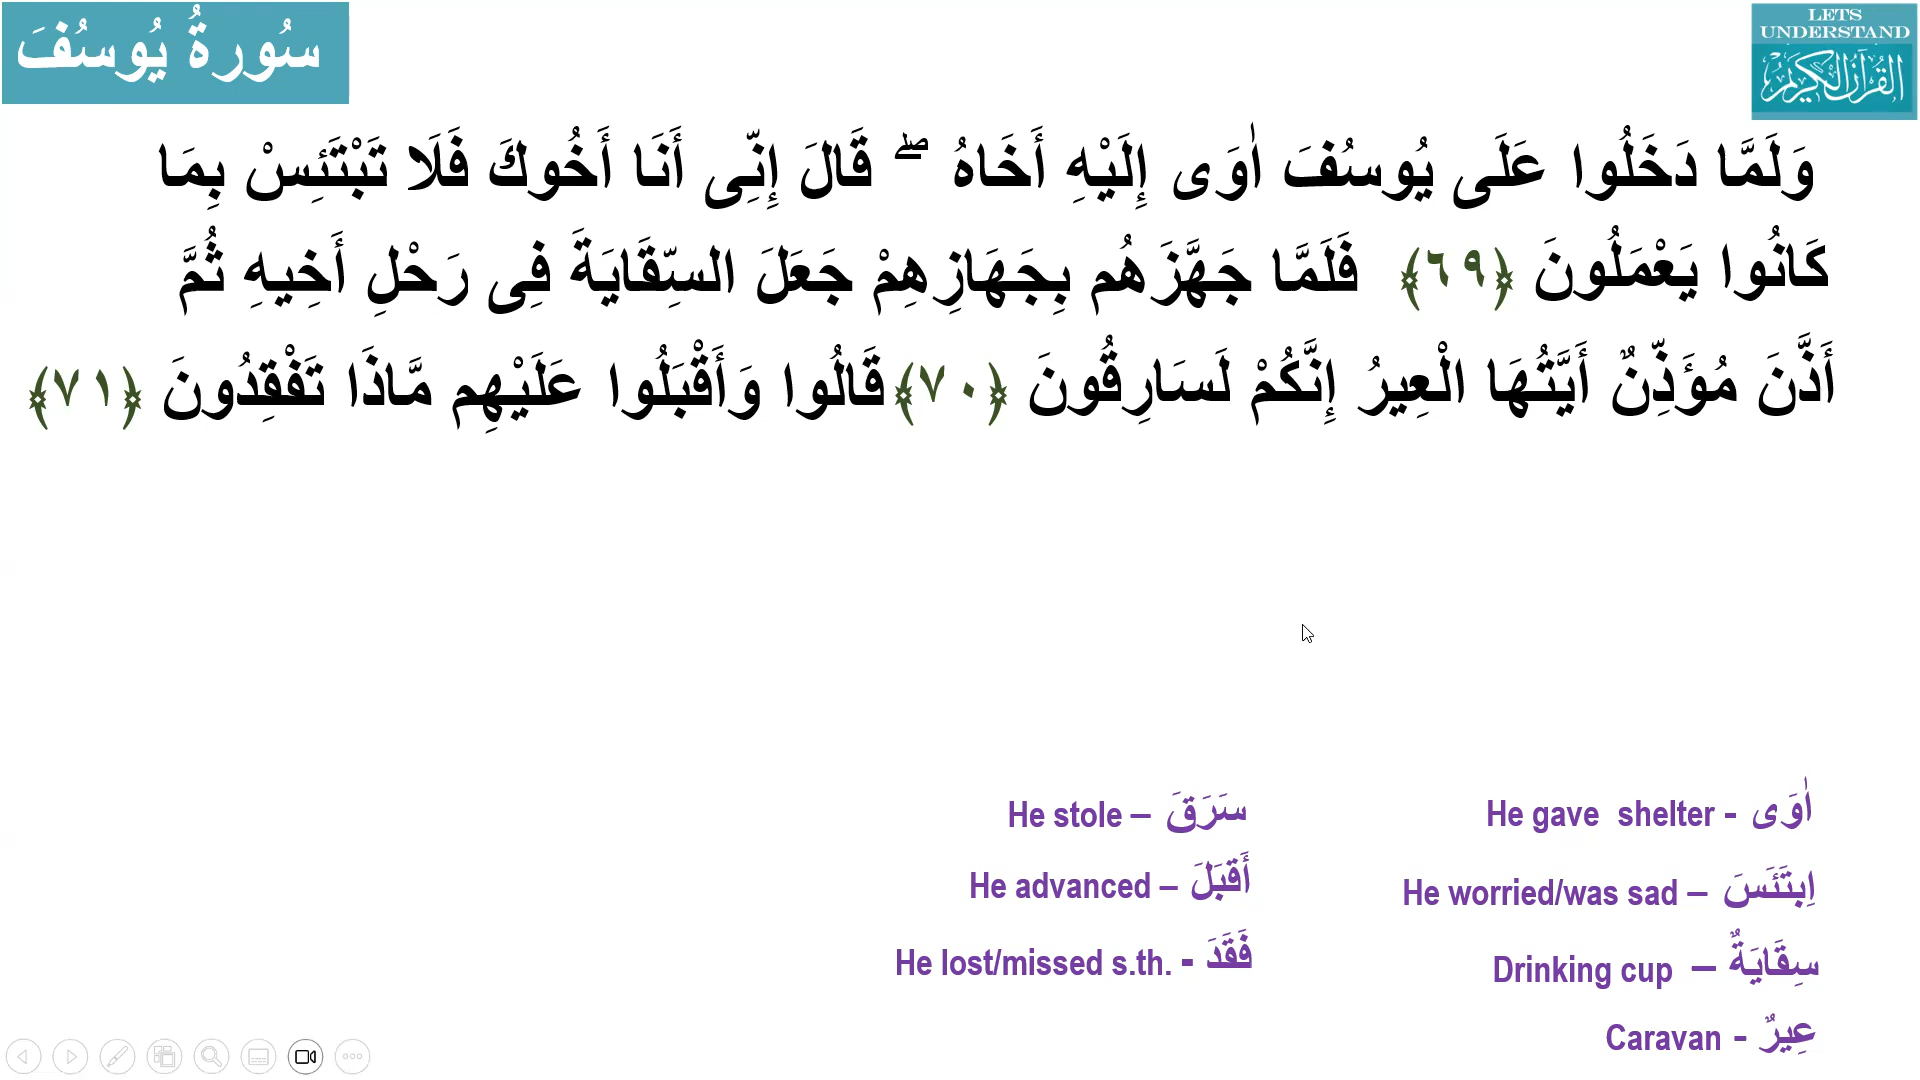 سُورةُ يُوسُفَ
LETS
UNDERSTAND
القرآن الكريم
وَلَمَّا دَخَلُوا عَلَى يُوسُفَ اٰوَى إِلَيْهِ أَخَاهُ ۖ قَالَ إِنِّى أَنَا أَخُوكَ فَلَا تَبْتَئِسْ بِمَا
كَانُوا يَعْمَلُونَ ﴿٦٩﴾ فَلَمَّا جَهَّزَهُم بِجَهَازِهِمْ جَعَلَ السِّقَايَةَ فِى رَحْلِ أَخِيهِ ثُمَّ
أَذَّنَ مُؤَذِّنٌ أَيَّتُهَا الْعِيرُ إِنَّكُمْ لَسَارِقُونَ ﴿٧٠﴾ قَالُوا وَأَقْبَلُوا عَلَيْهِم مَّاذَا تَفْقِدُونَ ﴿٧١﴾
He gave shelter - اٰوَى
He worried/was sad – اِبتَئَسَ
Drinking cup – سِقَايَةٌ
Caravan - عِيرٌ
He stole – سَرَقَ
He advanced – أَقبَلَ
He lost/missed s.th. - فَقَدَ